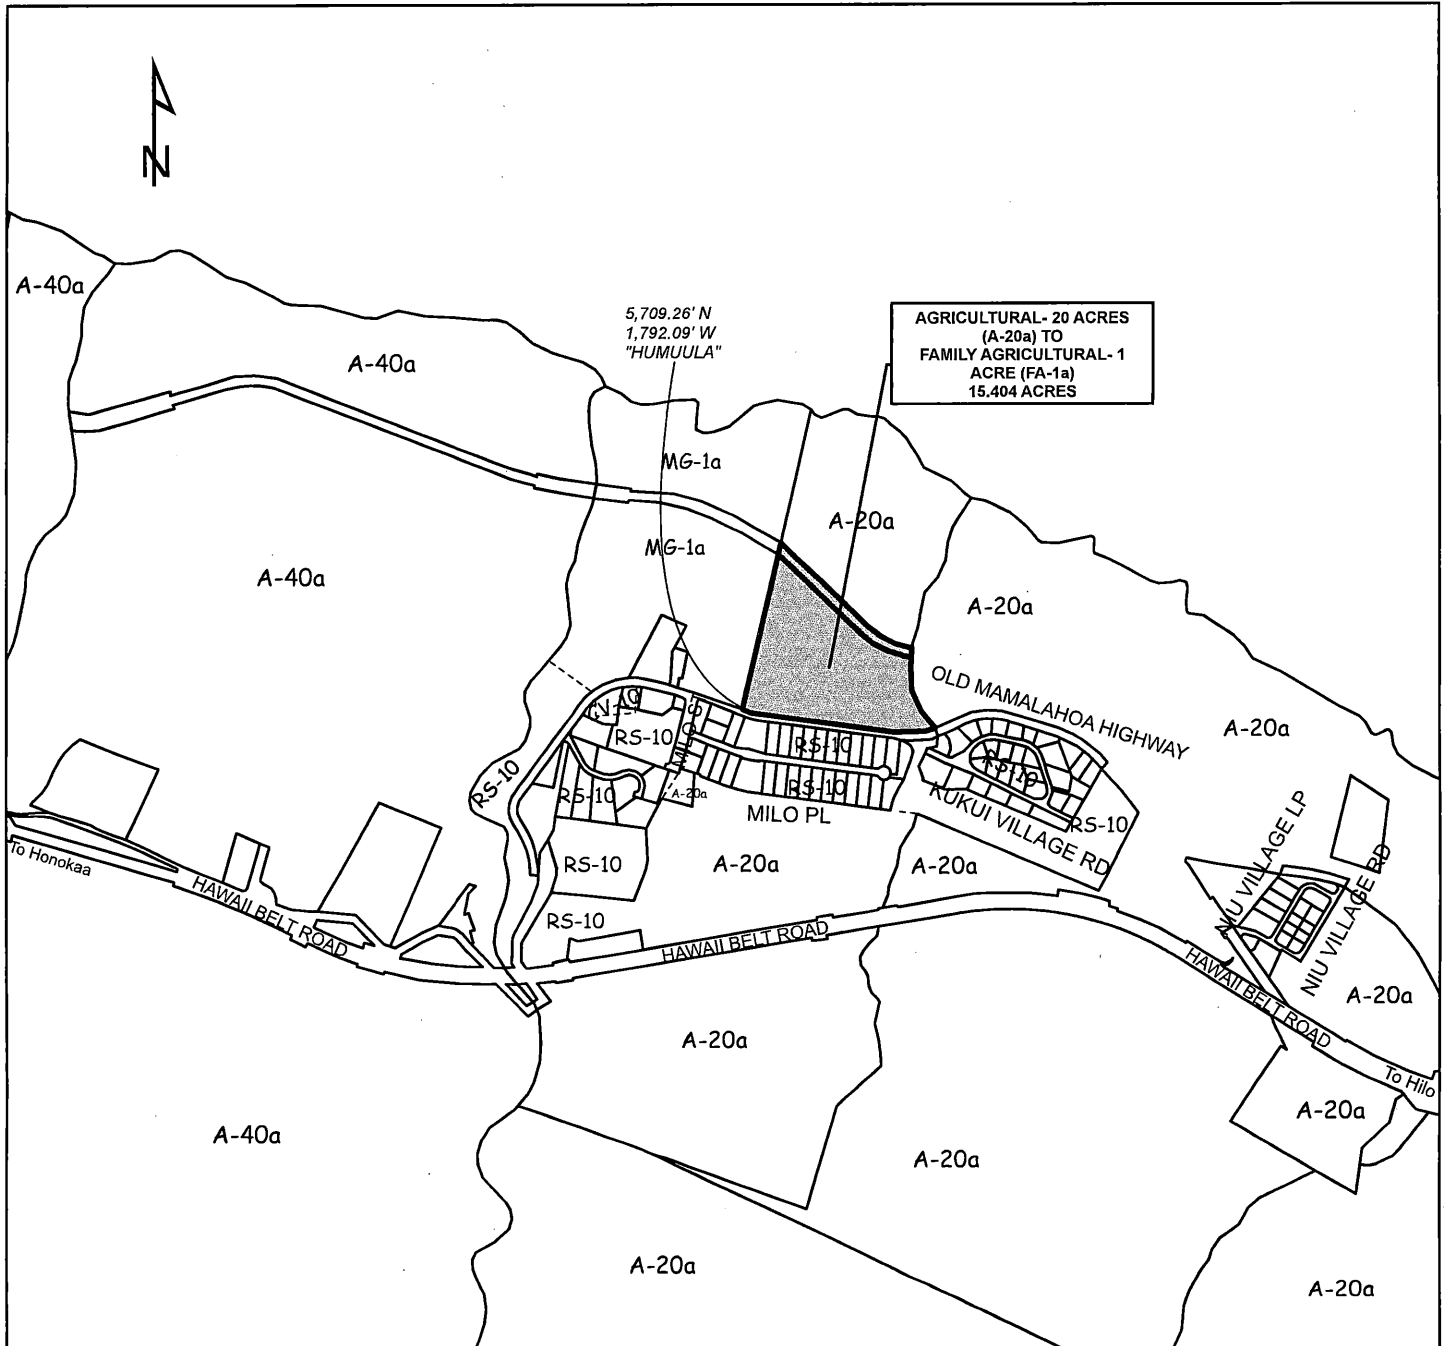 N
A-40a
A-40a
5,709.26' N
1,792.09' W
"HUMUULA"
AGRICULTURAL- 20 ACRES
(A-20a) TO
FAMILY AGRICULTURAL- 1
ACRE (FA-1a)
15.404 ACRES
MG-1a
A-20a
MG-1a
A-40a
A-20a
OLD MAMALAHOA HIGHWAY
A-20a
RS-10
RS-10
RS-10
RS-10
RS-10
RS-10
A-20a
RS-10
MILO PL
KUKUI VILLAGE RD
RS-10
NIU VILLAGE LP
NIU VILLAGE RD
To Honokaa
HAWAII BELT ROAD
RS-10
A-20a
A-20a
RS-10
HAWAII BELT ROAD
HAWAII BELT ROAD
A-20a
A-20a
To Hilo
A-20a
A-40a
A-20a
A-20a
A-20a